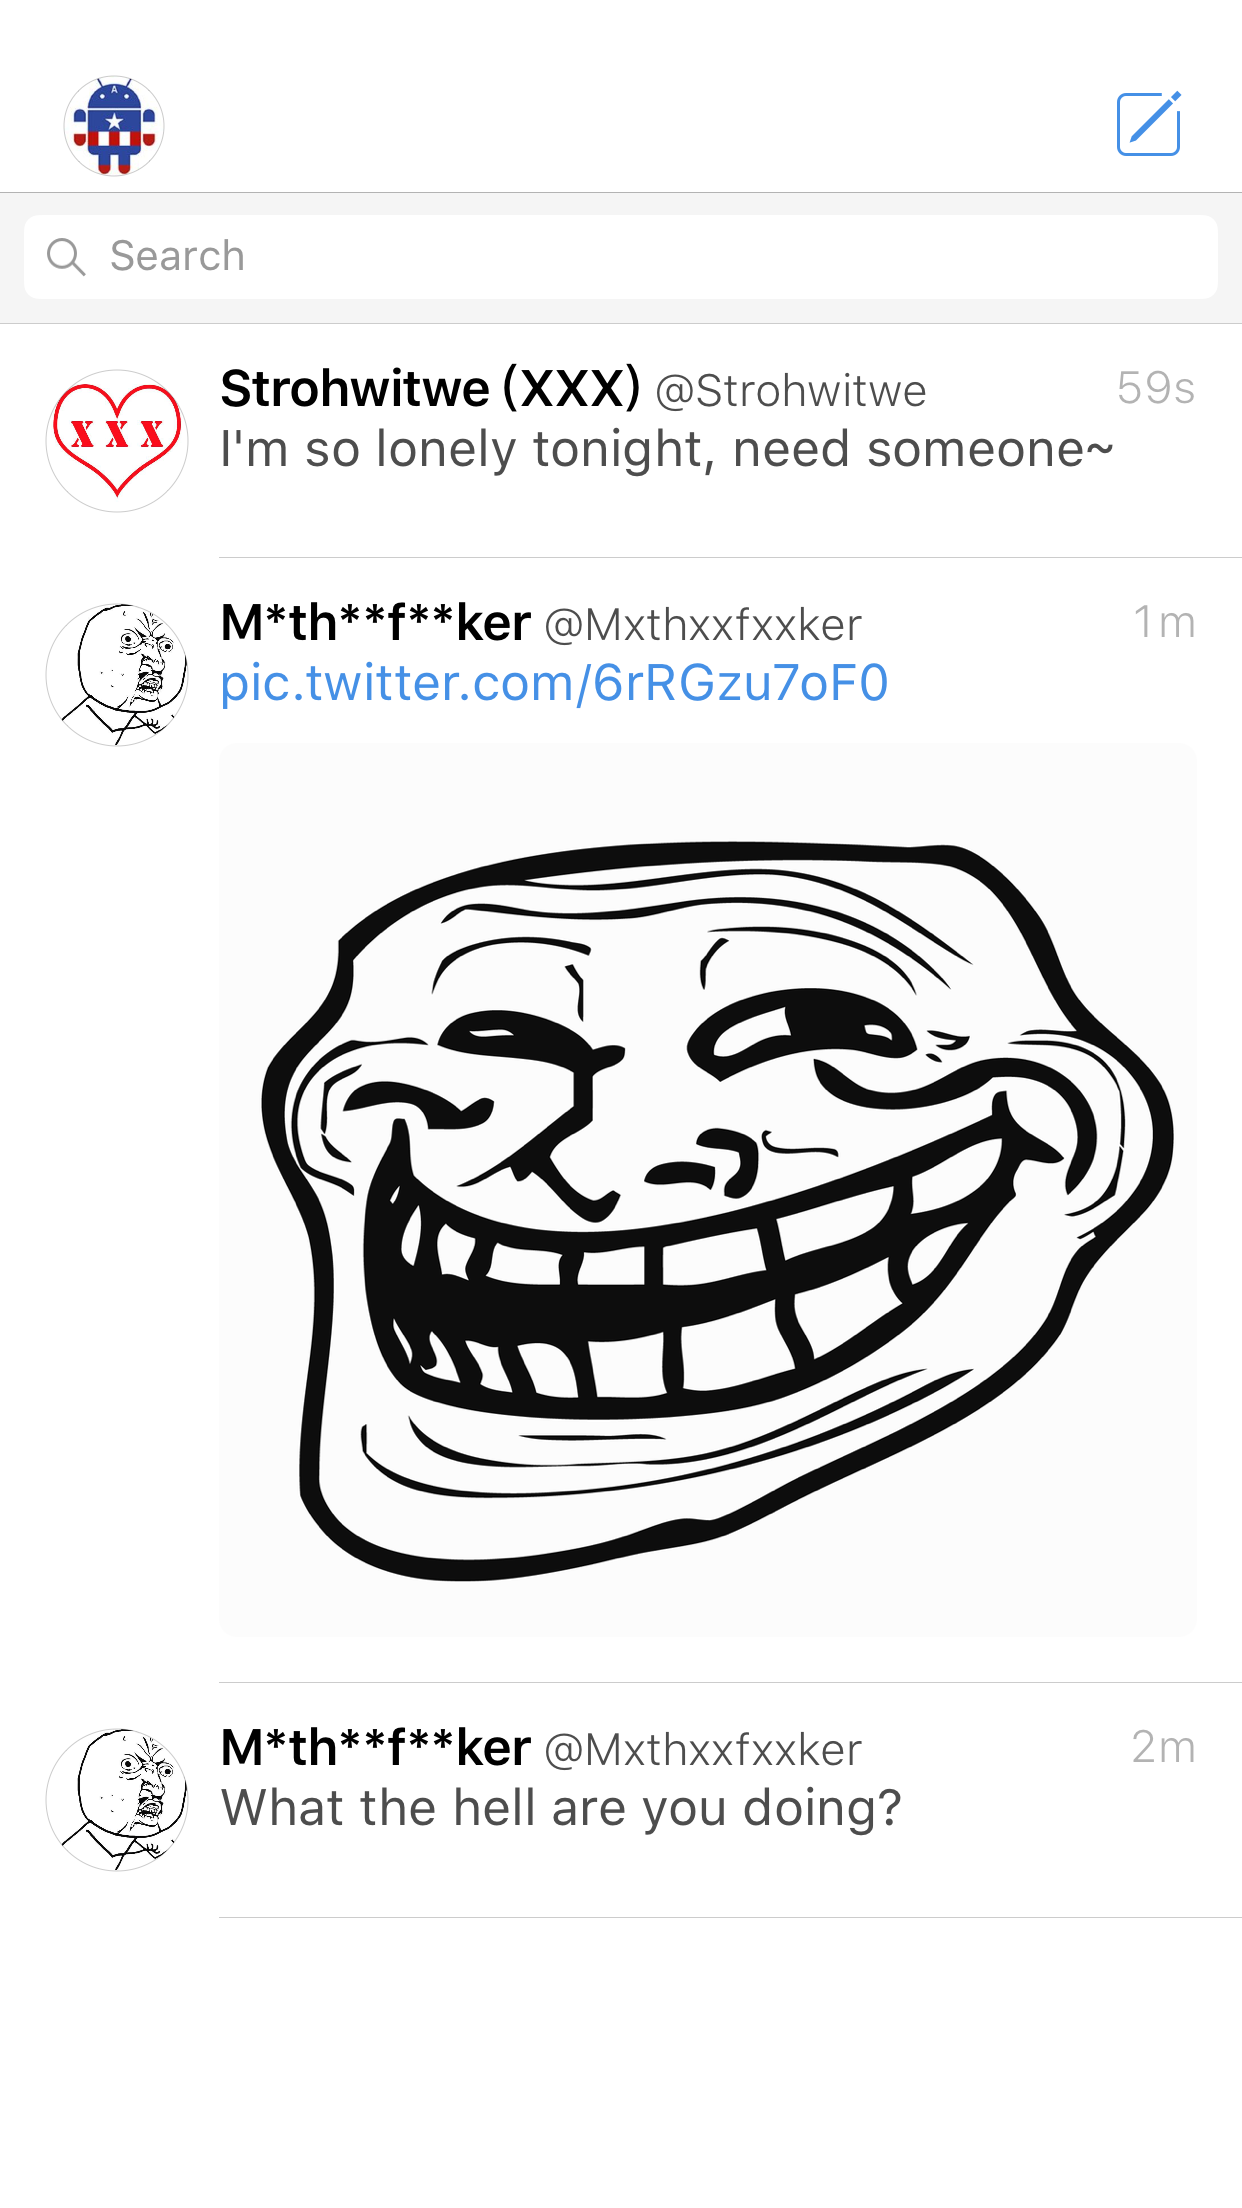 Search
Strohwitwe (XXX) @Strohwitwe 59s
I'm so lonely tonight, need someone~
XXX
M*th**f**ker @Mxthxxfxxker 1m
pic.twitter.com/6rRGzu7oF0
M*th**f**ker @Mxthxxfxxker 2m
What the hell are you doing?